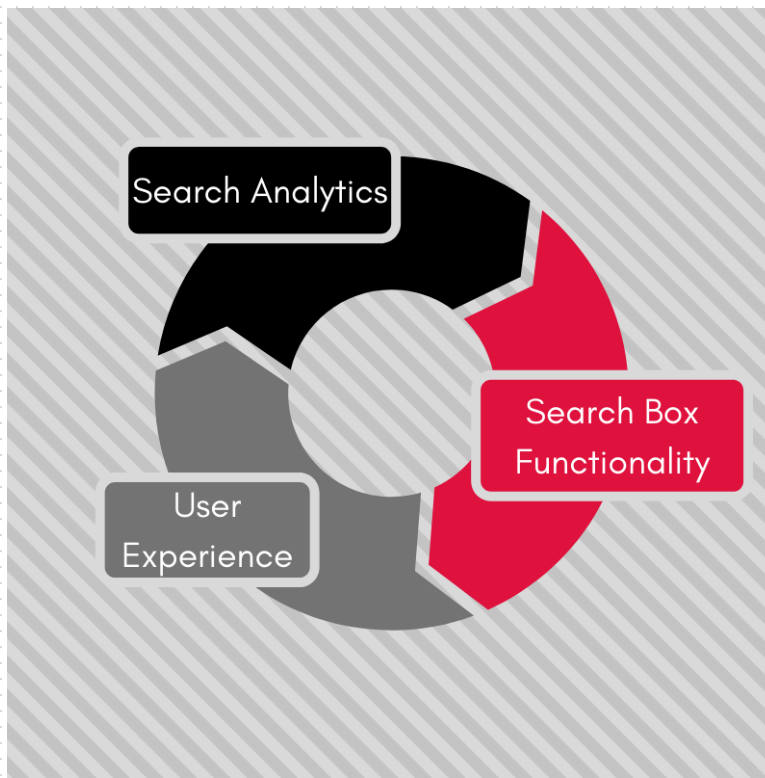 Search Analytics
Search Box
Functionality
User
Experience